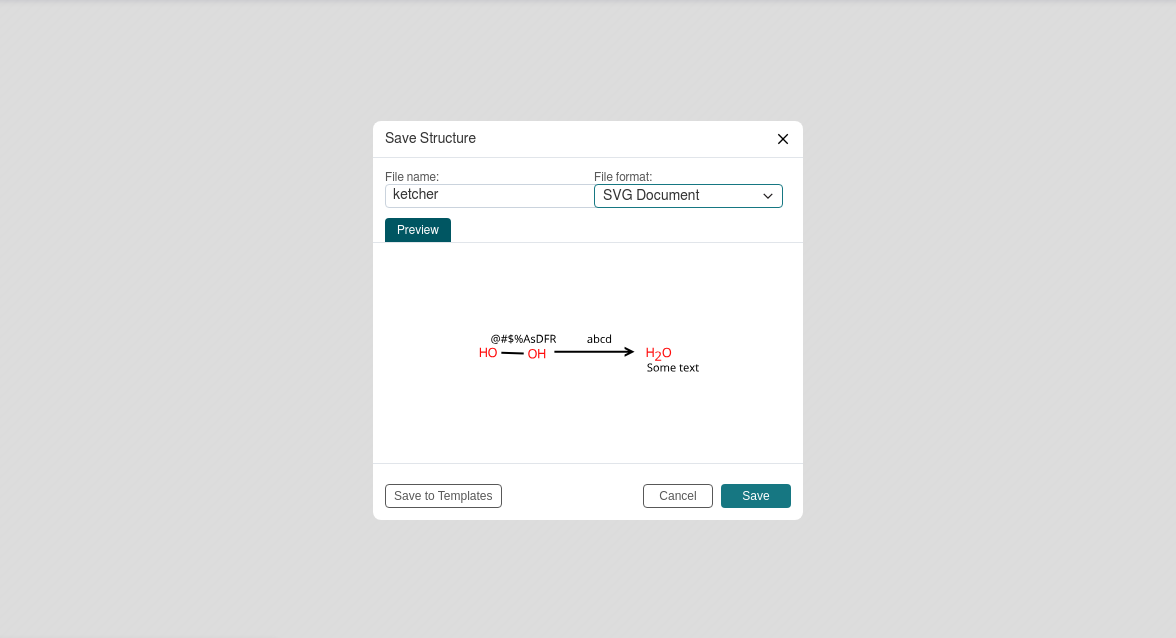 Save Structure
File name:
File format:
ketcher
SVG Document
Preview
@#$%AsDFR
abcd
HO
OH
H2O
Some text
Save to Templates
Cancel
Save